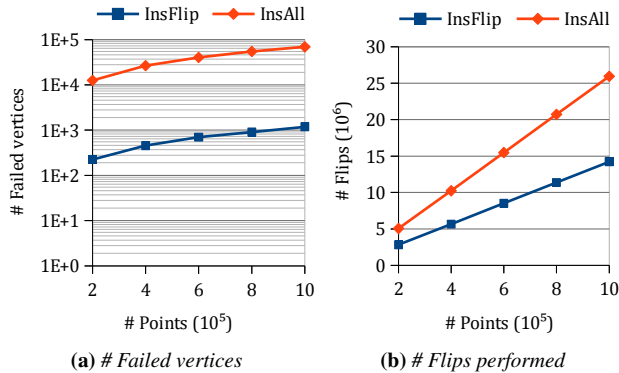 InsFlip InsAll
# Failed vertices
1E+5
1E+4
1E+3
1E+2
1E+1
1E+0
2 4 6 8 10
# Points (10⁵)
(a) # Failed vertices
InsFlip InsAll
# Flips (10⁶)
30
25
20
15
10
5
0
2 4 6 8 10
# Points (10⁵)
(b) # Flips performed